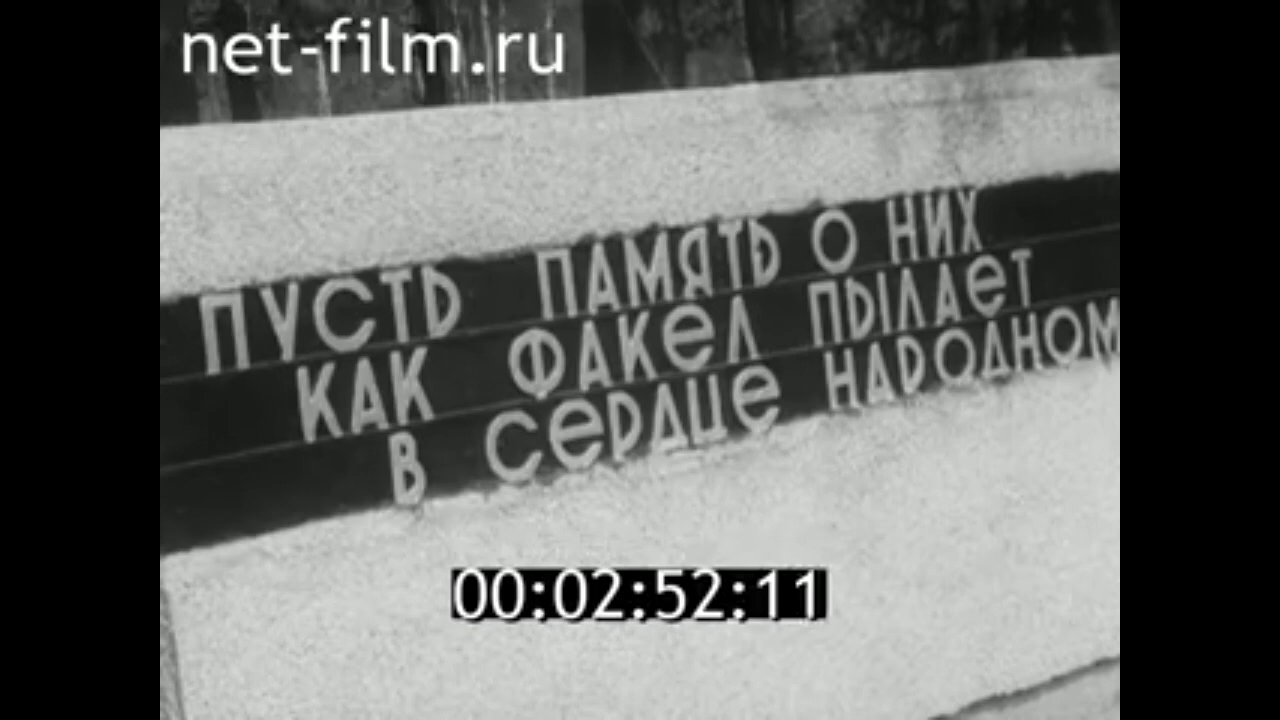 net-film.ru
ПУСТЬ ПАМЯТЬ О НИХ
КАК ФАКеЛ ПЫЛАеТ
В СеРДЦе НАРОДНОМ
00:02:52:11